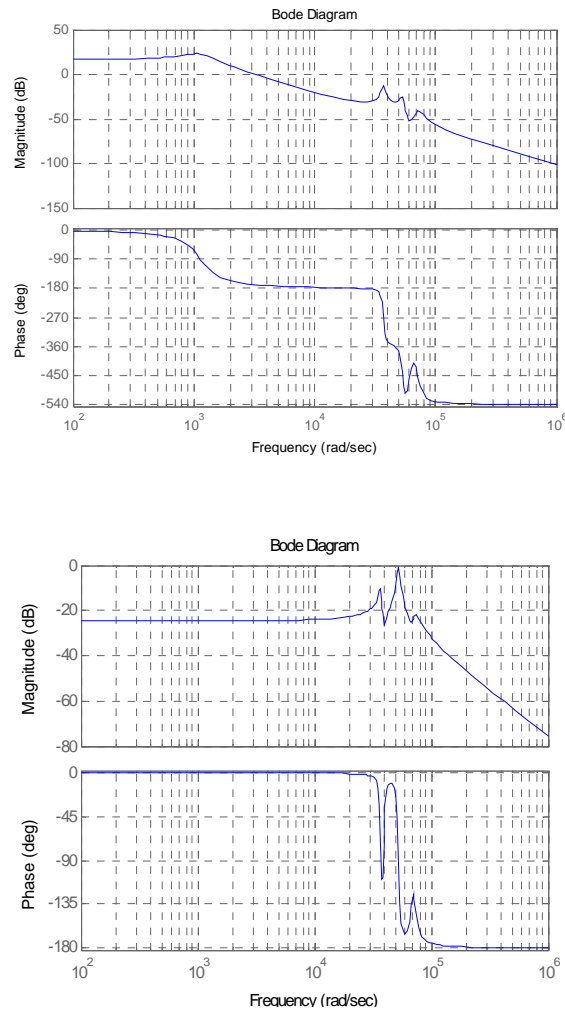 Bode Diagram
Magnitude (dB)
50
0
-50
-100
-150
Phase (deg)
0
-90
-180
-270
-360
-450
-540
10^2 10^3 10^4 10^5 10^6
Frequency (rad/sec)
Bode Diagram
Magnitude (dB)
0
-20
-40
-60
-80
Phase (deg)
0
-45
-90
-135
-180
10^2 10^3 10^4 10^5 10^6
Frequency (rad/sec)